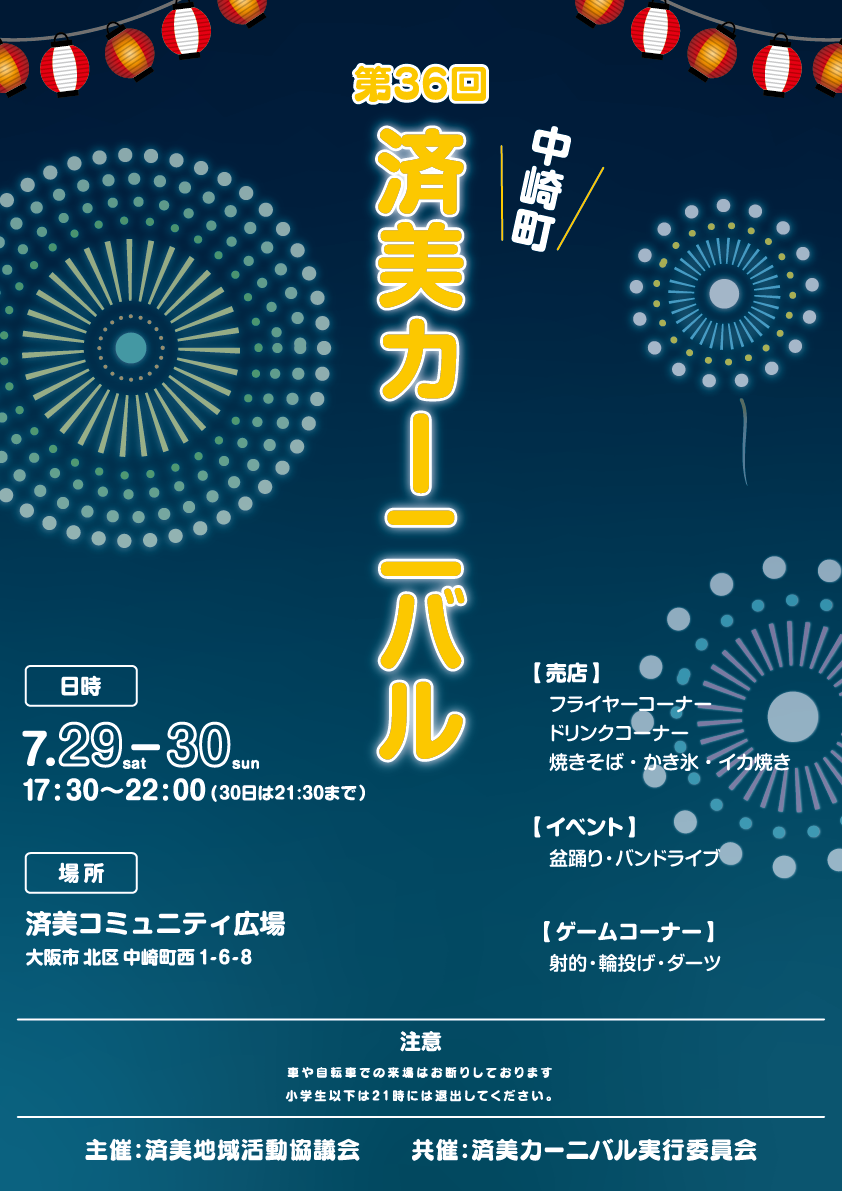 第36回
済美カーニバル
中崎町
日時
7.29sat－30sun
17:30〜22:00(30日は21:30まで)
場所
済美コミュニティ広場
大阪市 北区 中崎町西 1-6-8
【売店】
フライヤーコーナー
ドリンクコーナー
焼きそば・かき氷・イカ焼き
【イベント】
盆踊り・バンドライブ
【ゲームコーナー】
射的・輪投げ・ダーツ
注意
車や自転車での来場はお断りしております
小学生以下は21時には退出してください。
主催:済美地域活動協議会 共催:済美カーニバル実行委員会